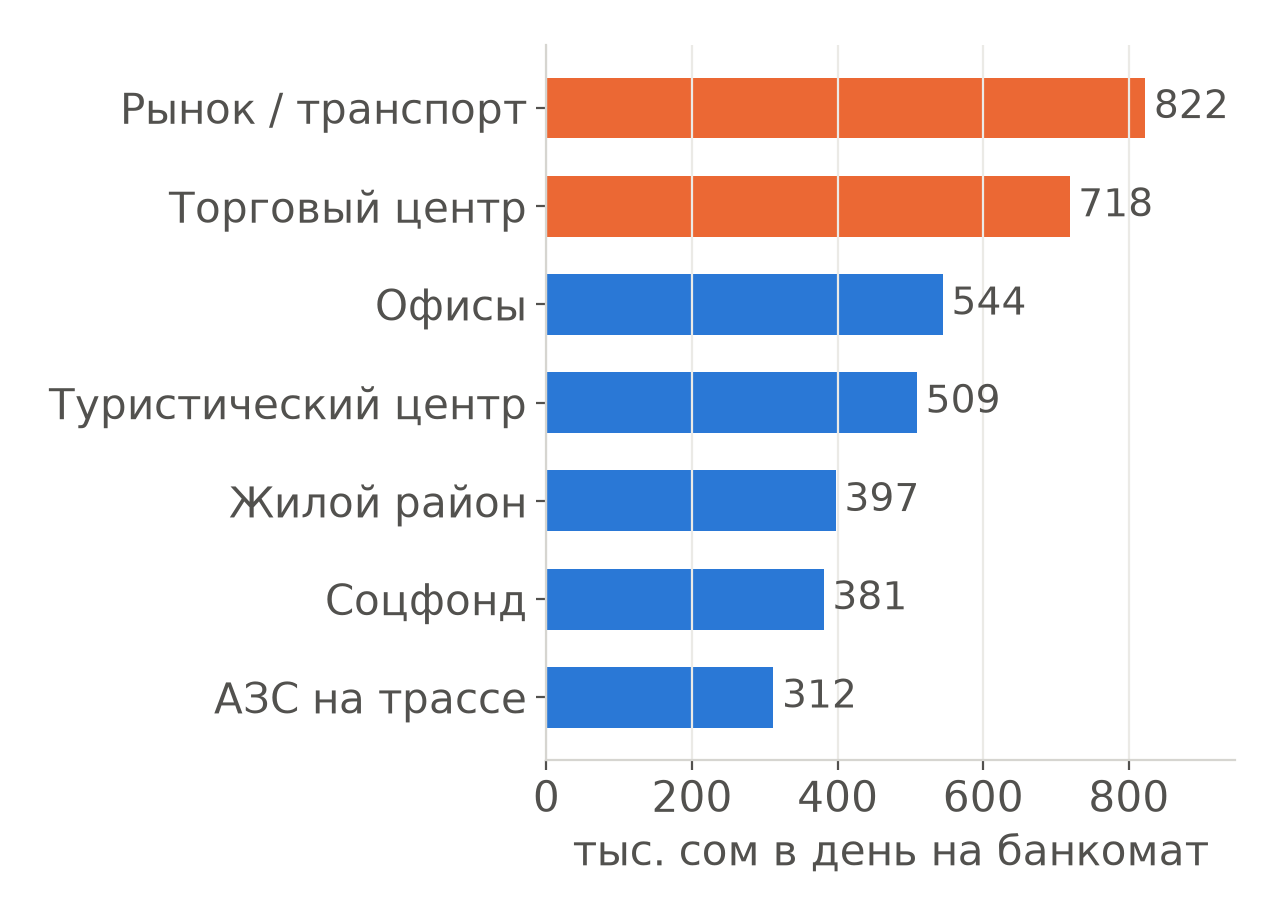 Рынок / транспорт 822
Торговый центр 718
Офисы 544
Туристический центр 509
Жилой район 397
Соцфонд 381
АЗС на трассе 312
0 200 400 600 800
тыс. сом в день на банкомат